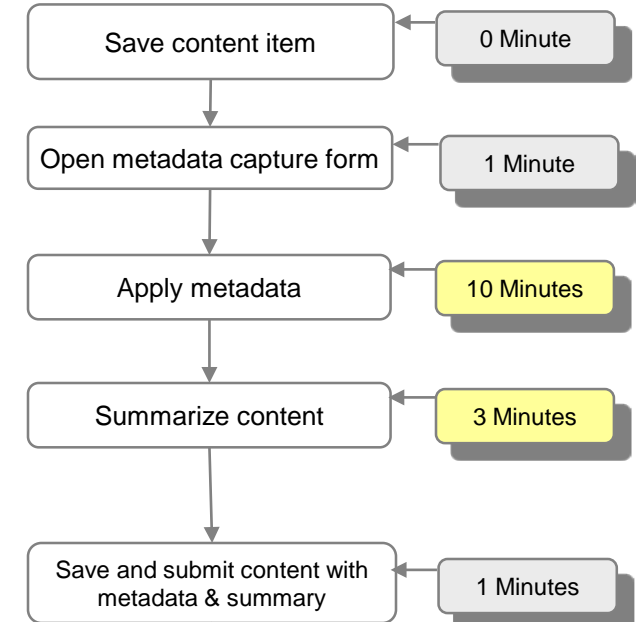 Save content item
0 Minute
Open metadata capture form
1 Minute
Apply metadata
10 Minutes
Summarize content
3 Minutes
Save and submit content with
metadata & summary
1 Minutes